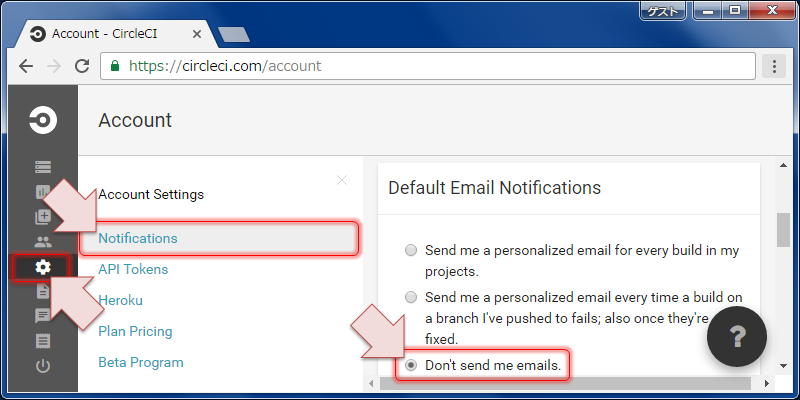 ゲスト
Account - CircleCI
https://circleci.com/account
Account
Account Settings
Notifications
API Tokens
Heroku
Plan Pricing
Beta Program
Default Email Notifications
Send me a personalized email for every build in my
projects.
Send me a personalized email every time a build on
a branch I've pushed to fails; also once they're
fixed.
Don't send me emails.
?